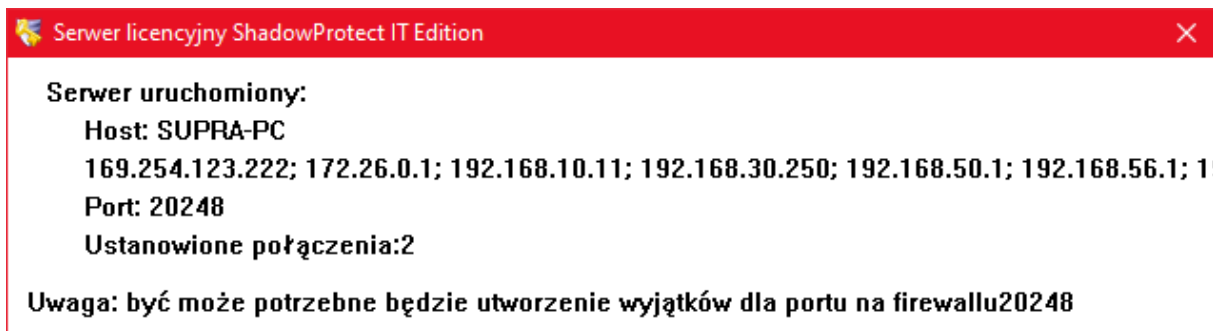 Serwer licencyjny ShadowProtect IT Edition
Serwer uruchomiony:
Host: SUPRA-PC
169.254.123.222; 172.26.0.1; 192.168.10.11; 192.168.30.250; 192.168.50.1; 192.168.56.1; 1
Port: 20248
Ustanowione połączenia:2
Uwaga: być może potrzebne będzie utworzenie wyjątków dla portu na firewallu20248